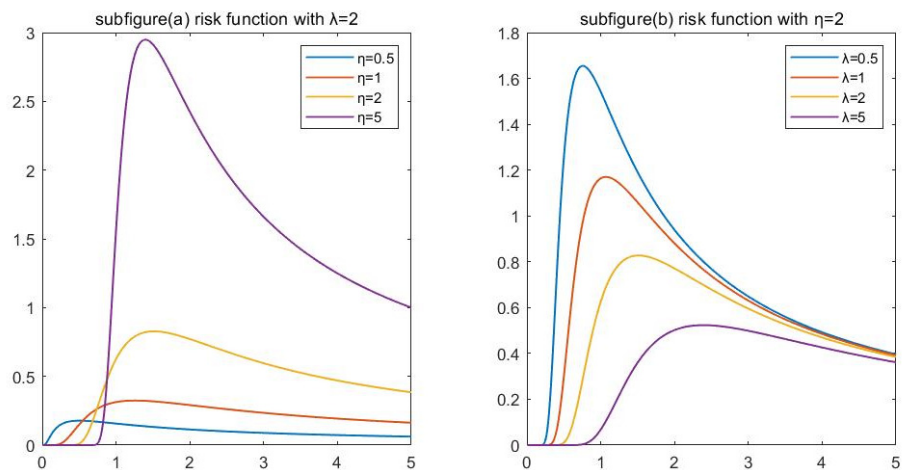 subfigure(a) risk function with λ=2
3
2.5
2
1.5
1
0.5
0
0 1 2 3 4 5
η=0.5
η=1
η=2
η=5
subfigure(b) risk function with η=2
1.8
1.6
1.4
1.2
1
0.8
0.6
0.4
0.2
0
0 1 2 3 4 5
λ=0.5
λ=1
λ=2
λ=5